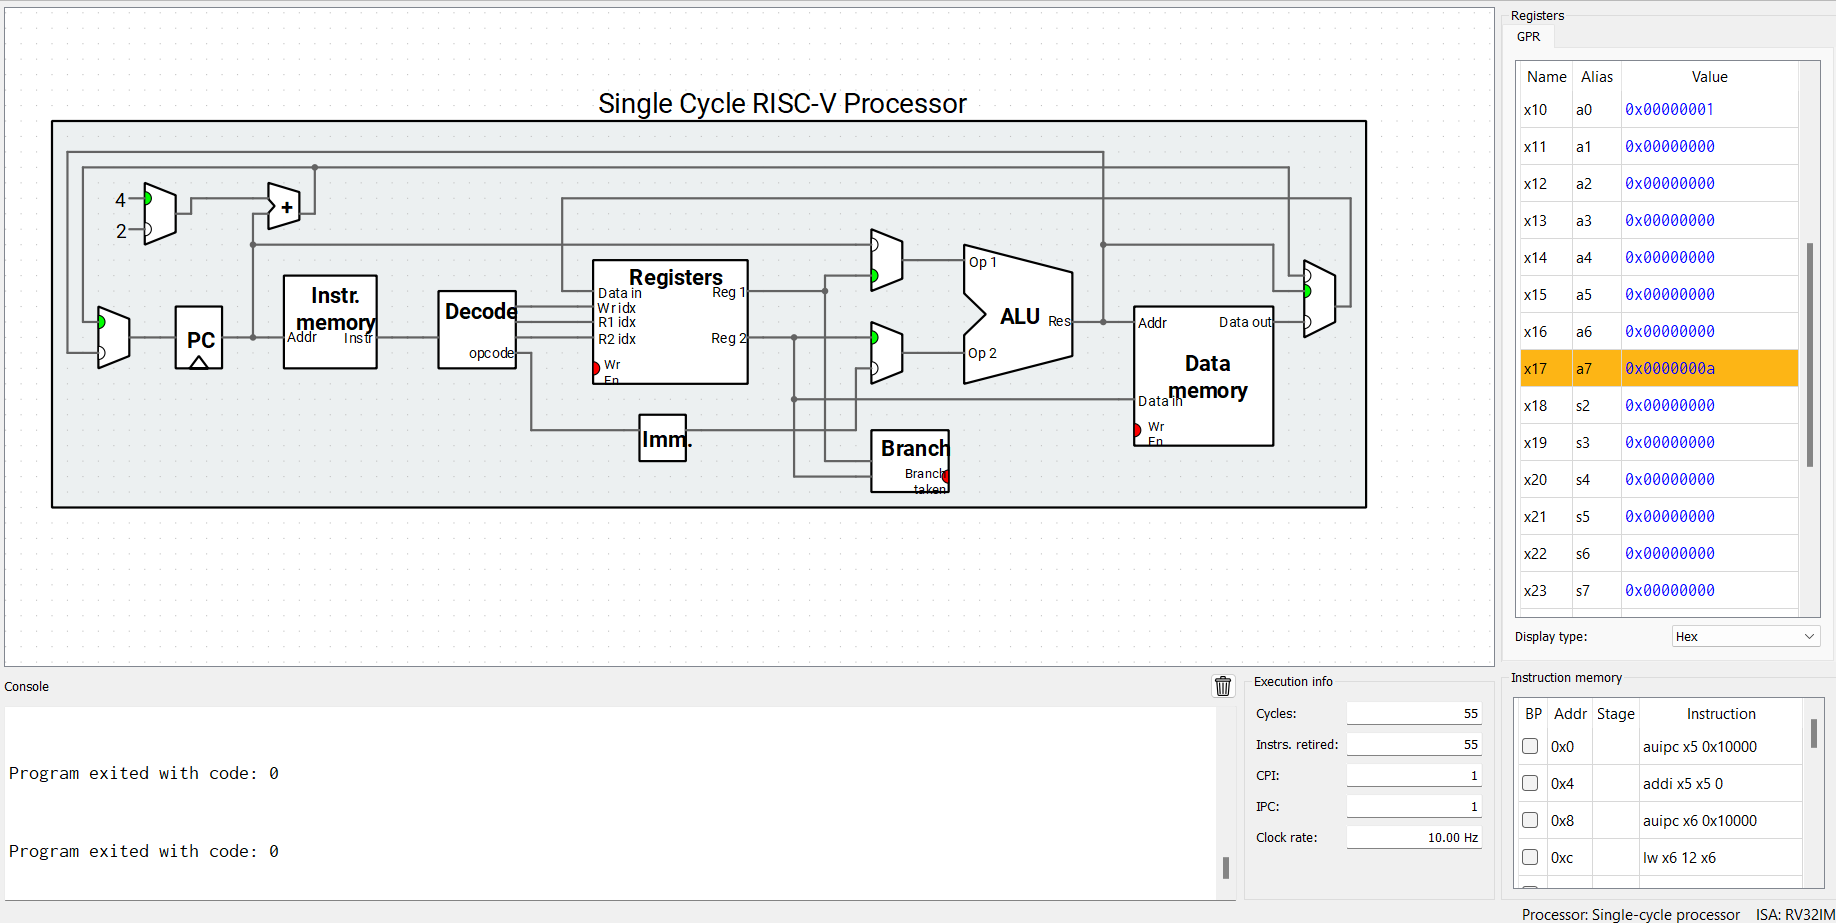 Single Cycle RISC-V Processor
4
2
+
PC
Instr.
memory
Addr
Instr
Decode
opcode
Registers
Data in
Wr idx
R1 idx
R2 idx
Wr
En
Reg 1
Reg 2
Imm.
Op 1
Op 2
ALU
Res
Branch
Branch
taken
Addr
Data out
Data
memory
Data in
Wr
En
Registers
GPR
Name Alias Value
x10 a0 0x00000001
x11 a1 0x00000000
x12 a2 0x00000000
x13 a3 0x00000000
x14 a4 0x00000000
x15 a5 0x00000000
x16 a6 0x00000000
x17 a7 0x0000000a
x18 s2 0x00000000
x19 s3 0x00000000
x20 s4 0x00000000
x21 s5 0x00000000
x22 s6 0x00000000
x23 s7 0x00000000
Display type: Hex
Console
Program exited with code: 0
Program exited with code: 0
Execution info
Cycles: 55
Instrs. retired: 55
CPI: 1
IPC: 1
Clock rate: 10.00 Hz
Instruction memory
BP Addr Stage Instruction
0x0 auipc x5 0x10000
0x4 addi x5 x5 0
0x8 auipc x6 0x10000
0xc lw x6 12 x6
Processor: Single-cycle processor ISA: RV32IM